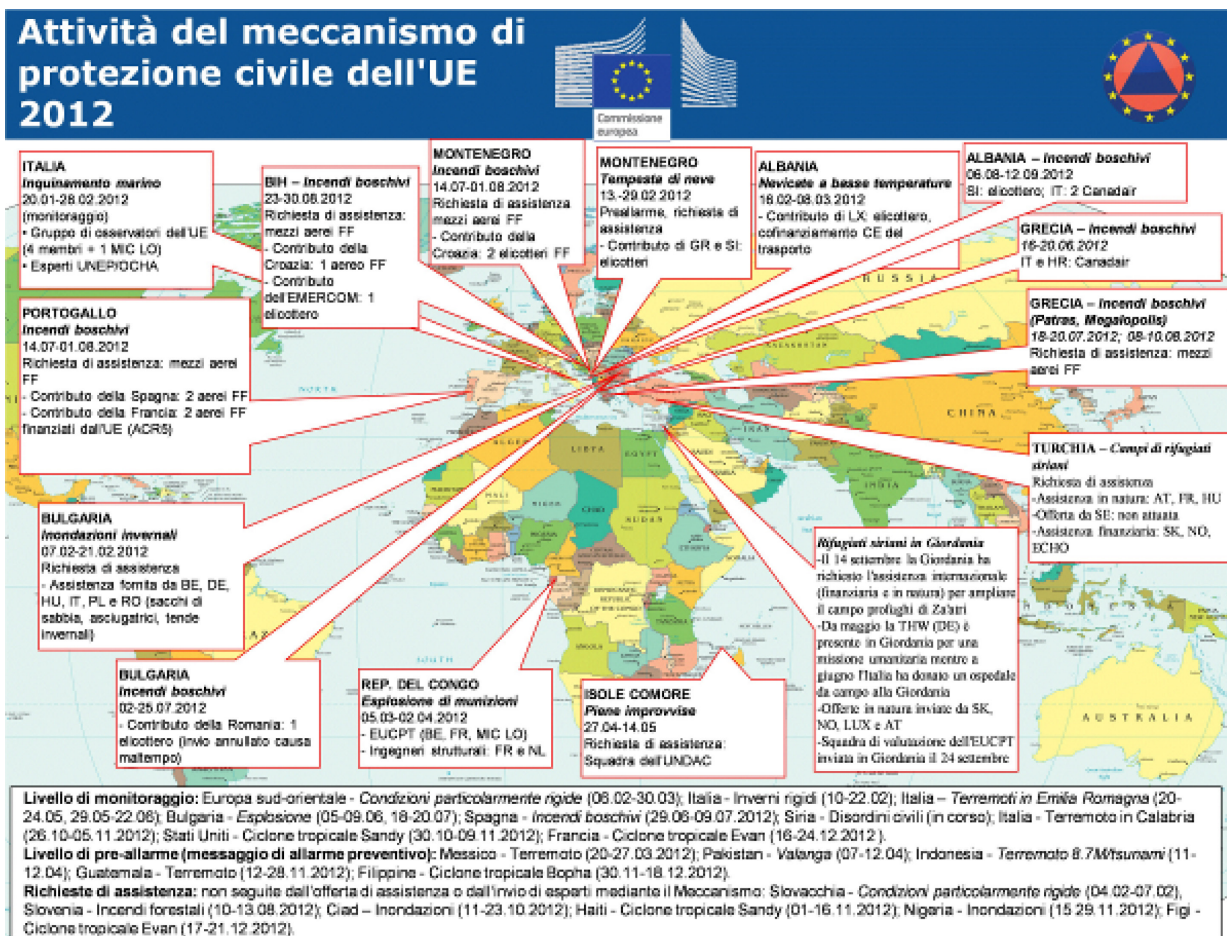 Attività del meccanismo di
protezione civile dell'UE
2012
Commissione
europea
ITALIA
Inquinamento marino
20.01-28.02.2012
(monitoraggio)
• Gruppo di osservatori dell'UE
(4 membri + 1 MIC LO)
• Esperti UNEP/OCHA
BIH – Incendi boschivi
23-30.08.2012
Richiesta di assistenza:
mezzi aerei FF
- Contributo della
Croazia: 1 aereo FF
- Contributo
dell'EMERCOM: 1
elicottero
MONTENEGRO
Incendi boschivi
14.07-01.08.2012
Richiesta di assistenza
mezzi aerei FF
- Contributo della
Croazia: 2 elicotteri FF
MONTENEGRO
Tempesta di neve
13.-29.02.2012
Preallarme, richiesta di
assistenza
- Contributo di GR e SI:
elicotteri
ALBANIA
Nevicate a basse temperature
16.02-08.03.2012
- Contributo di LX: elicottero,
cofinanziamento CE del
trasporto
ALBANIA – Incendi boschivi
06.08-12.09.2012
SI: elicottero; IT: 2 Canadair
GRECIA – Incendi boschivi
16-20.06.2012
IT e HR: Canadair
GRECIA – Incendi boschivi
(Patras, Megalopolis)
18-20.07.2012; 08-10.08.2012
Richiesta di assistenza: mezzi
aerei FF
PORTOGALLO
Incendi boschivi
14.07-01.08.2012
Richiesta di assistenza: mezzi aerei
FF
- Contributo della Spagna: 2 aerei FF
- Contributo della Francia: 2 aerei FF
finanziati dall'UE (ACR5)
TURCHIA – Campi di rifugiati
siriani
Richiesta di assistenza
-Assistenza in natura: AT, FR, HU
-Offerta da SE: non attuata
-Assistenza finanziaria: SK, NO,
ECHO
BULGARIA
Inondazioni invernali
07.02-21.02.2012
Richiesta di assistenza
- Assistenza fornita da BE, DE,
HU, IT, PL e RO (sacchi di
sabbia, asciugatrici, tende
invernali)
Rifugiati siriani in Giordania
-Il 14 settembre la Giordania ha
richiesto l'assistenza internazionale
(finanziaria e in natura) per ampliare
il campo profughi di Za'atri
-Da maggio la THW (DE) è
presente in Giordania per una
missione umanitaria mentre a
giugno l'Italia ha donato un ospedale
da campo alla Giordania
-Offerte in natura inviate da SK,
NO, LUX e AT
-Squadra di valutazione dell'EUCPT
inviata in Giordania il 24 settembre
BULGARIA
Incendi boschivi
02-25.07.2012
- Contributo della Romania: 1
elicottero (invio annullato causa
maltempo)
REP. DEL CONGO
Esplosione di munizioni
05.03-02.04.2012
- EUCPT (BE, FR, MIC LO)
- Ingegneri strutturali: FR e NL
ISOLE COMORE
Piene improvvise
27.04-14.05
Richiesta di assistenza:
Squadra dell'UNDAC
RUSSIA
KAZAKHSTAN
CHINA
INDIA
IRAN
NORTH
SOUTH
LIBYA
EGYPT
MALI
NIGER
CHAD
SUDAN
ETHIOPIA
ANGOLA
TANZANIA
AUSTRALIA
Livello di monitoraggio: Europa sud-orientale - Condizioni particolarmente rigide (06.02-30.03); Italia - Inverni rigidi (10-22.02); Italia – Terremoti in Emilia Romagna (20-
24.05, 29.05-22.06); Bulgaria - Esplosione (05-09.06, 18-20.07); Spagna - Incendi boschivi (29.06-09.07.2012); Siria - Disordini civili (in corso); Italia - Terremoto in Calabria
(26.10-05.11.2012); Stati Uniti - Ciclone tropicale Sandy (30.10-09.11.2012); Francia - Ciclone tropicale Evan (16-24.12.2012 ).
Livello di pre-allarme (messaggio di allarme preventivo): Messico - Terremoto (20-27.03.2012); Pakistan - Valanga (07-12.04); Indonesia - Terremoto 8.7M/tsunami (11-
12.04); Guatemala - Terremoto (12-28.11.2012); Filippine - Ciclone tropicale Bopha (30.11-18.12.2012).
Richieste di assistenza: non seguite dall'offerta di assistenza o dall'invio di esperti mediante il Meccanismo: Slovacchia - Condizioni particolarmente rigide (04.02-07.02),
Slovenia - Incendi forestali (10-13.08.2012); Ciad – Inondazioni (11-23.10.2012); Haiti - Ciclone tropicale Sandy (01-16.11.2012); Nigeria - Inondazioni (15 29.11.2012); Figi -
Ciclone tropicale Evan (17-21.12.2012).